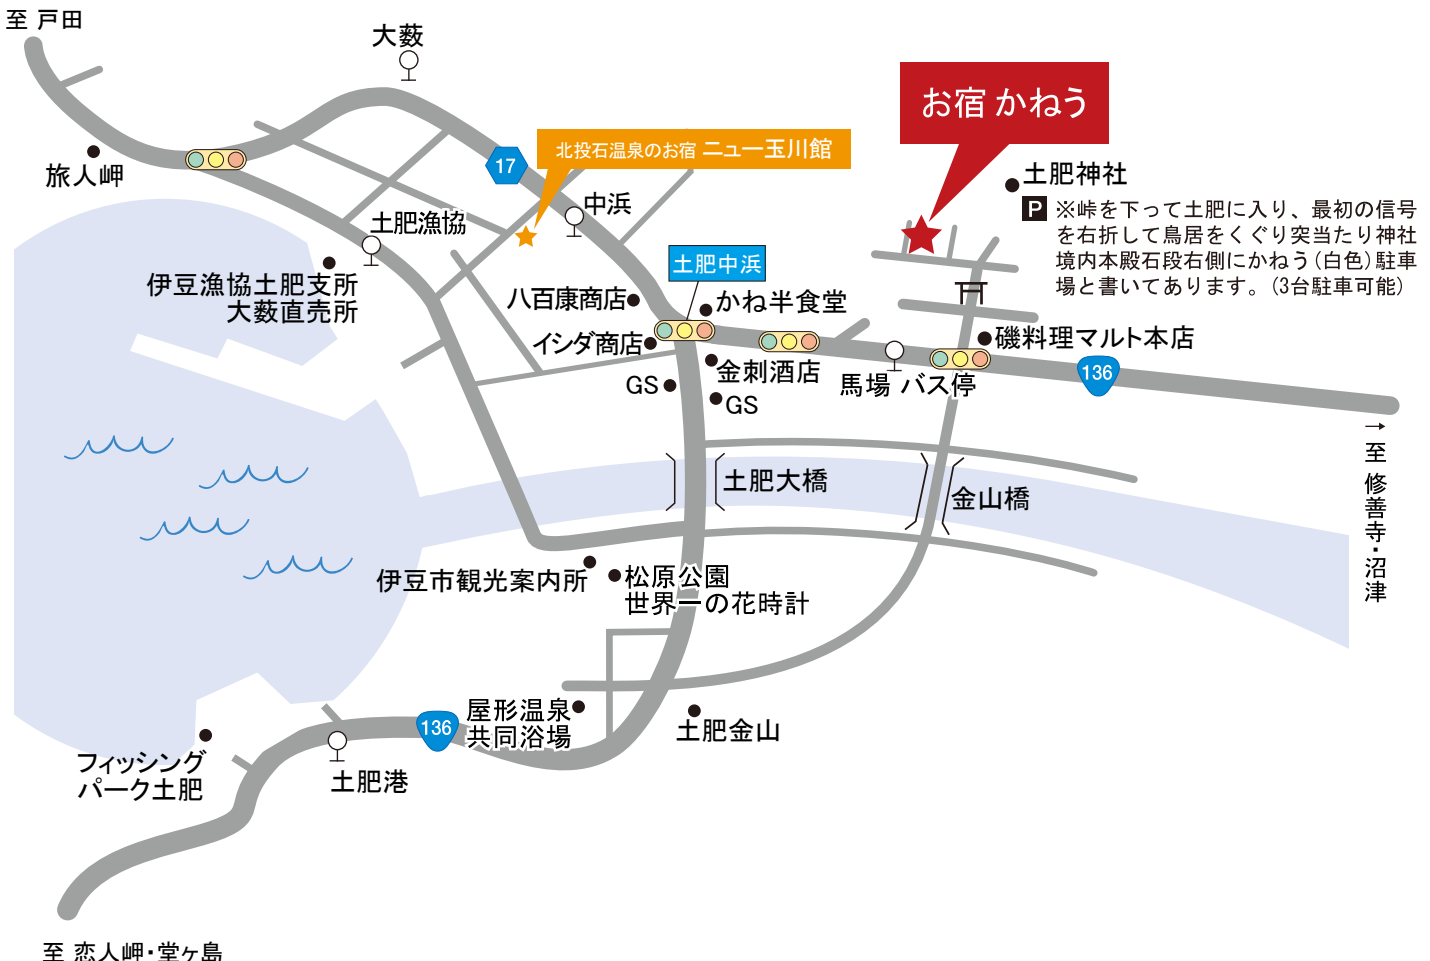 至 戸田
大薮
お宿 かねう
北投石温泉のお宿 ニュー玉川館
17
旅人岬
土肥神社
P
※峠を下って土肥に入り、最初の信号
を右折して鳥居をくぐり突当たり神社
境内本殿石段右側にかねう(白色)駐車
場と書いてあります。(3台駐車可能)
中浜
土肥漁協
土肥中浜
伊豆漁協土肥支所
大薮直売所
八百康商店
かね半食堂
イシダ商店
磯料理マルト本店
金刺酒店
馬場 バス停
136
GS
GS
→
至 修善寺・沼津
土肥大橋
金山橋
伊豆市観光案内所
松原公園
世界一の花時計
屋形温泉
共同浴場
136
土肥金山
フィッシング
パーク土肥
土肥港
至 恋人岬・堂ヶ島